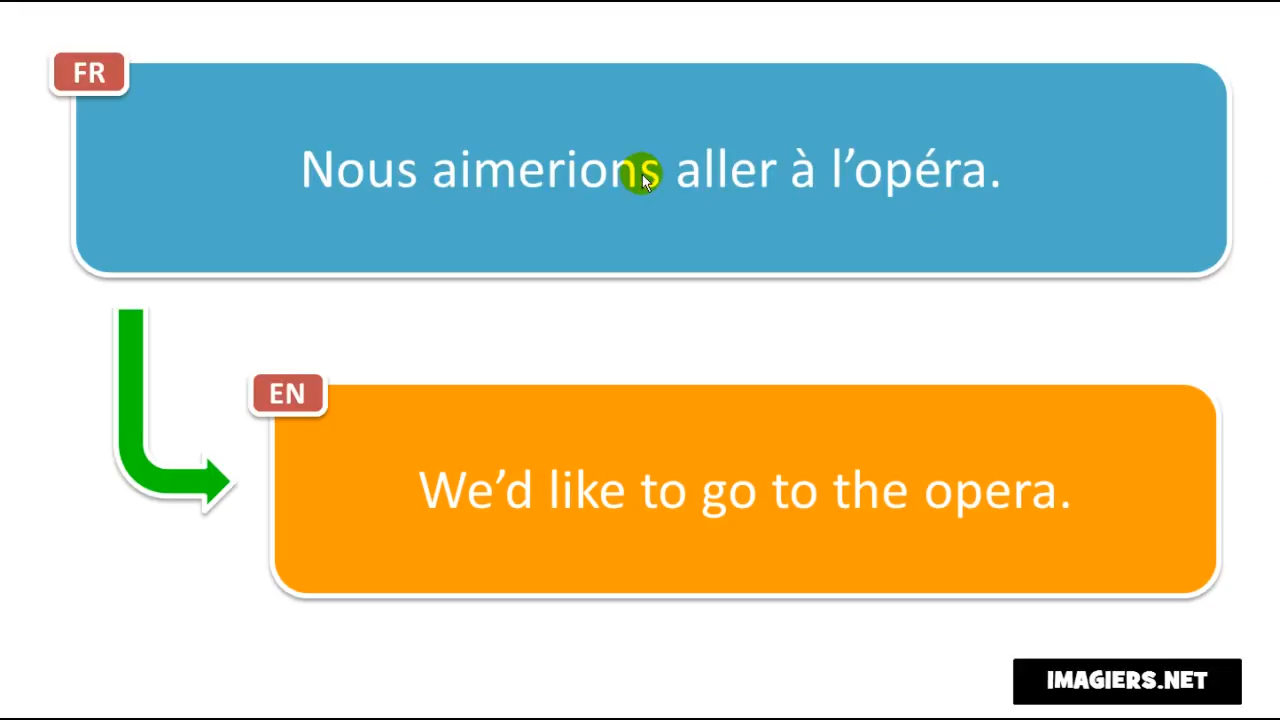 FR
Nous aimerions aller à l’opéra.
EN
We’d like to go to the opera.
IMAGIERS.NET